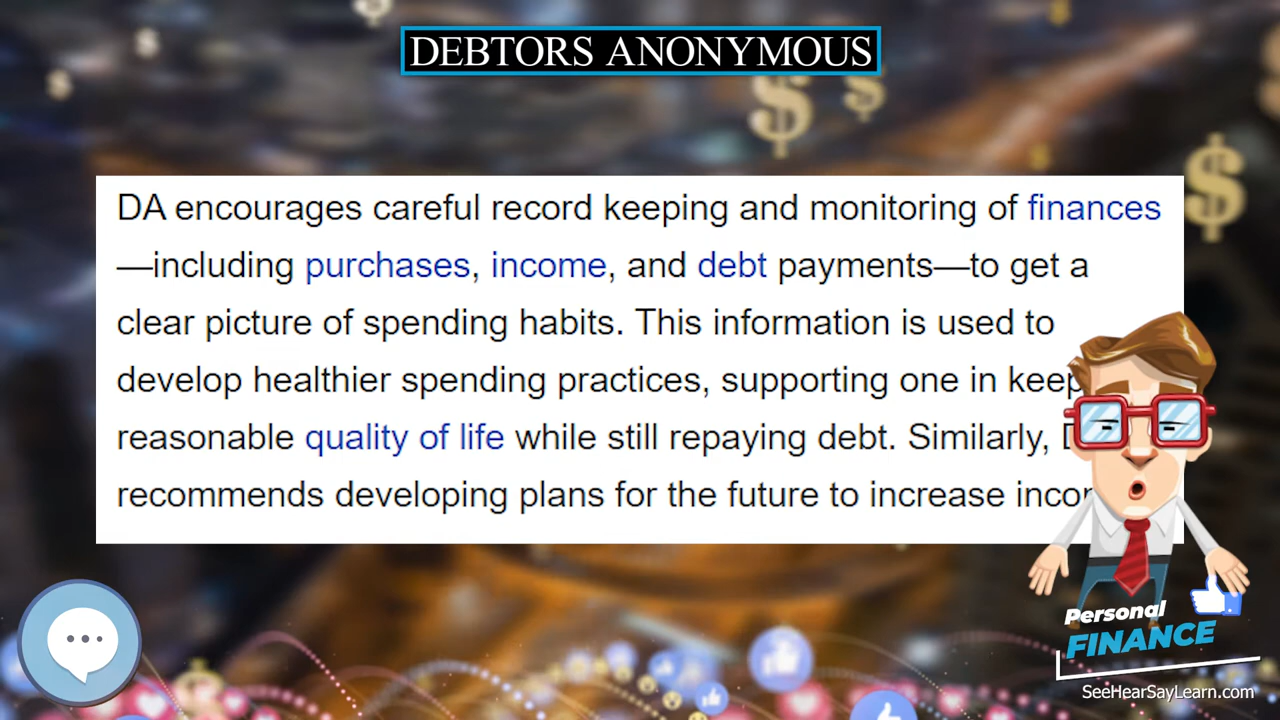 DEBTORS ANONYMOUS
DA encourages careful record keeping and monitoring of finances
—including purchases, income, and debt payments—to get a
clear picture of spending habits. This information is used to
develop healthier spending practices, supporting one in
reasonable quality of life while still repaying debt. Similarly,
recommends developing plans for the future to increase
Personal
FINANCE
SeeHearSayLearn.com